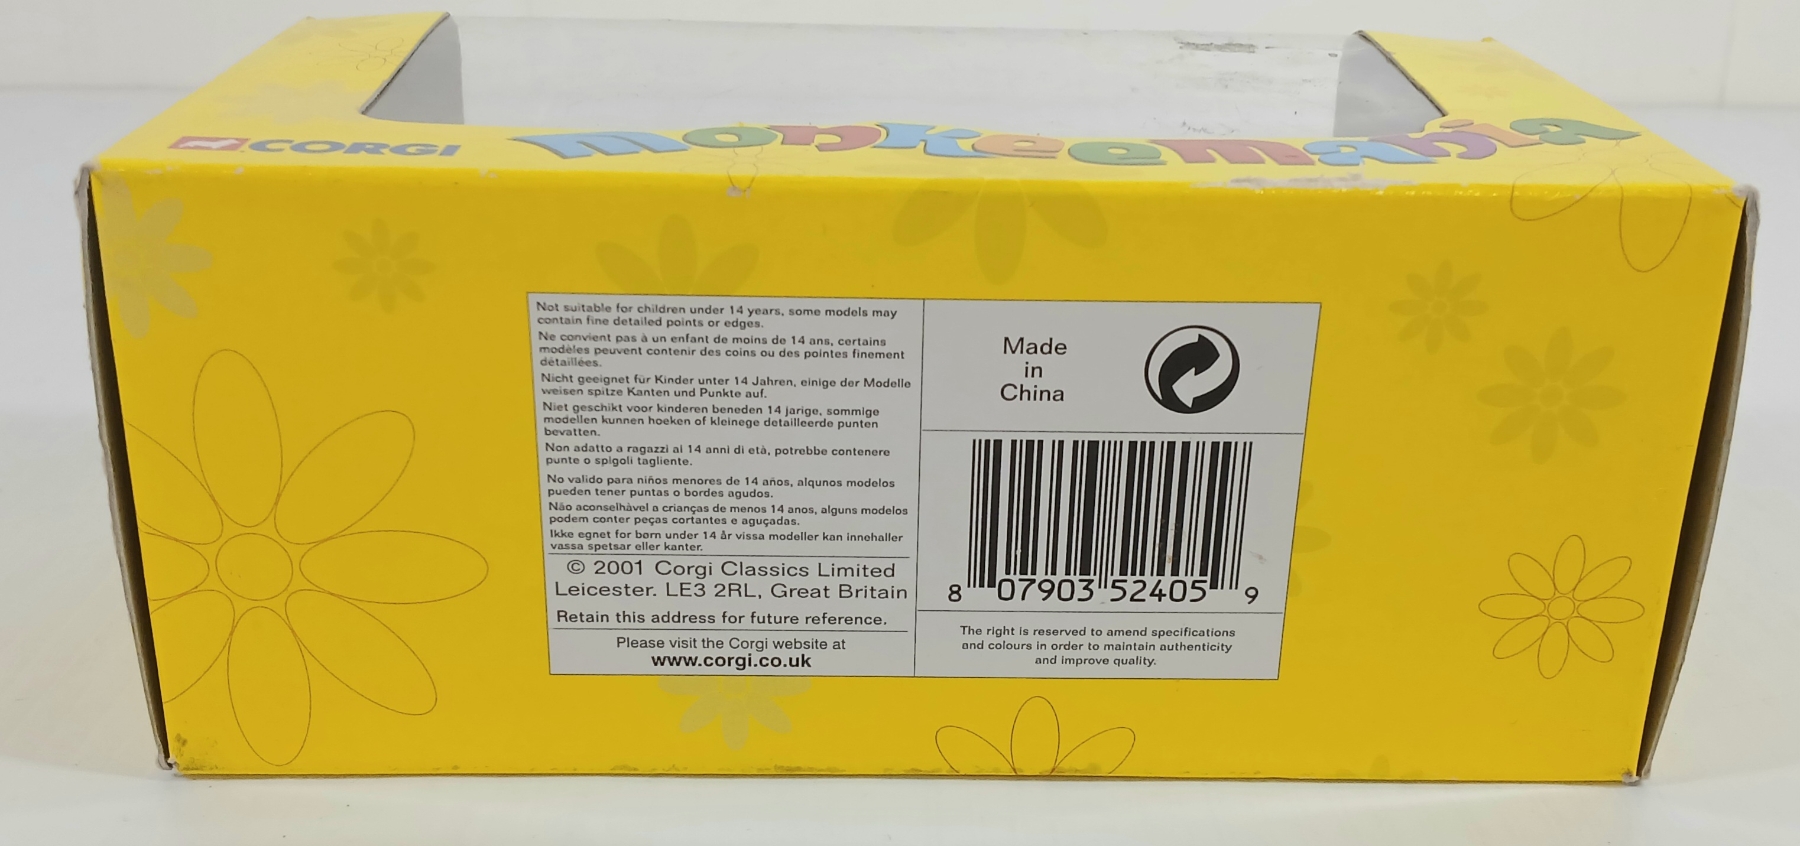 CORGI
monkeemania
Not suitable for children under 14 years, some models may
contain fine detailed points or edges.
Ne convient pas à un enfant de moins de 14 ans, certains
modèles peuvent contenir des coins ou des pointes finement
détaillées.
Nicht geeignet für Kinder unter 14 Jahren, einige der Modelle
weisen spitze Kanten und Punkte auf.
Niet geschikt voor kinderen beneden 14 jarige, sommige
modellen kunnen hoeken of kleinege detailleerde punten
bevatten.
Non adatto a ragazzi ai 14 anni di età, potrebbe contenere
punte o spigoli tagliente.
No valido para niños menores de 14 años, alqunos modelos
pueden tener puntas o bordes agudos.
Não aconselhàvel a crianças de menos 14 anos, alguns modelos
podem conter peças cortantes e aguçadas.
Ikke egnet for børn under 14 år vissa modeller kan innehaller
vassa spetsar eller kanter.
© 2001 Corgi Classics Limited
Leicester. LE3 2RL, Great Britain
Retain this address for future reference.
Please visit the Corgi website at
www.corgi.co.uk
Made
in
China
8 07903 52405 9
The right is reserved to amend specifications
and colours in order to maintain authenticity
and improve quality.